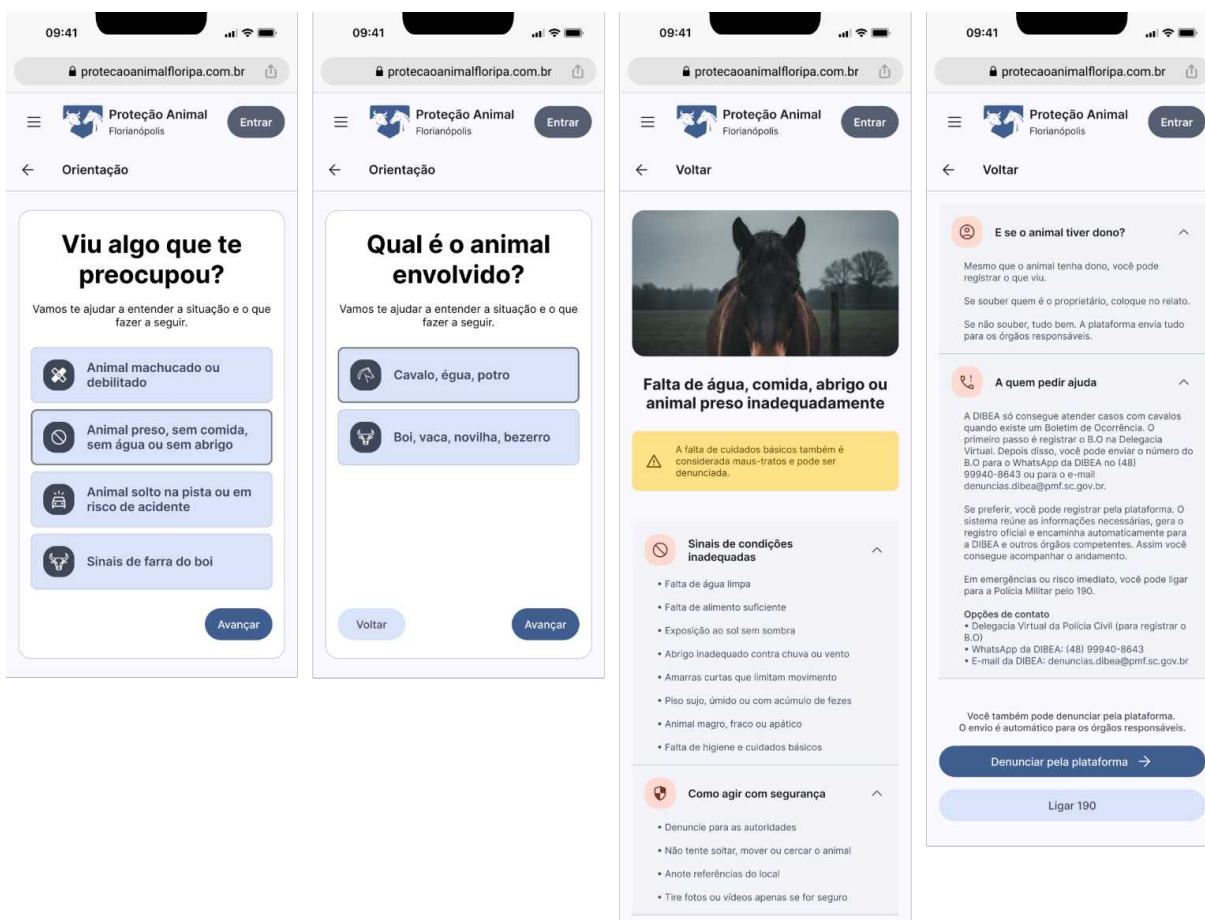 09:41
protecaoanimalfloripa.com.br
Proteção Animal
Florianópolis
Entrar
Orientação
Viu algo que te
preocupou?
Vamos te ajudar a entender a situação e o que
fazer a seguir.
Animal machucado ou
debilitado
Animal preso, sem comida,
sem água ou sem abrigo
Animal solto na pista ou em
risco de acidente
Sinais de farra do boi
Avançar
09:41
protecaoanimalfloripa.com.br
Proteção Animal
Florianópolis
Entrar
Orientação
Qual é o animal
envolvido?
Vamos te ajudar a entender a situação e o que
fazer a seguir.
Cavalo, égua, potro
Boi, vaca, novilha, bezerro
Voltar
Avançar
09:41
protecaoanimalfloripa.com.br
Proteção Animal
Florianópolis
Entrar
Voltar
Falta de água, comida, abrigo ou
animal preso inadequadamente
A falta de cuidados básicos também é
considerada maus-tratos e pode ser
denunciada.
Sinais de condições
inadequadas
• Falta de água limpa
• Falta de alimento suficiente
• Exposição ao sol sem sombra
• Abrigo inadequado contra chuva ou vento
• Amarras curtas que limitam movimento
• Piso sujo, úmido ou com acúmulo de fezes
• Animal magro, fraco ou apático
• Falta de higiene e cuidados básicos
Como agir com segurança
• Denuncie para as autoridades
• Não tente soltar, mover ou cercar o animal
• Anote referências do local
• Tire fotos ou vídeos apenas se for seguro
09:41
protecaoanimalfloripa.com.br
Proteção Animal
Florianópolis
Entrar
Voltar
E se o animal tiver dono?
Mesmo que o animal tenha dono, você pode
registrar o que viu.
Se souber quem é o proprietário, coloque no relato.
Se não souber, tudo bem. A plataforma envia tudo
para os órgãos responsáveis.
A quem pedir ajuda
A DIBEA só consegue atender casos com cavalos
quando existe um Boletim de Ocorrência. O
primeiro passo é registrar o B.O na Delegacia
Virtual. Depois disso, você pode enviar o número do
B.O para o WhatsApp da DIBEA no (48)
99940-8643 ou para o e-mail
denuncias.dibea@pmf.sc.gov.br.
Se preferir, você pode registrar pela plataforma. O
sistema reúne as informações necessárias, gera o
registro oficial e encaminha automaticamente para
a DIBEA e outros órgãos competentes. Assim você
consegue acompanhar o andamento.
Em emergências ou risco imediato, você pode ligar
para a Polícia Militar pelo 190.
Opções de contato
• Delegacia Virtual da Polícia Civil (para registrar o
B.O)
• WhatsApp da DIBEA: (48) 99940-8643
• E-mail da DIBEA: denuncias.dibea@pmf.sc.gov.br
Você também pode denunciar pela plataforma.
O envio é automático para os órgãos responsáveis.
Denunciar pela plataforma →
Ligar 190